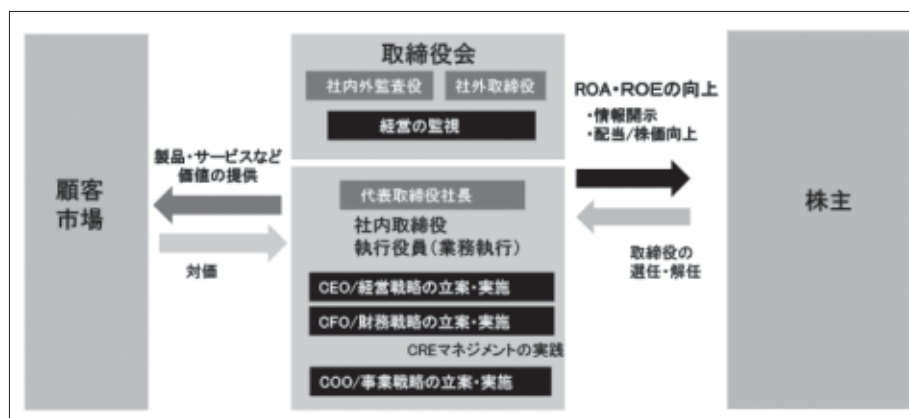 顧客
市場
製品・サービスなど
価値の提供
対価
取締役会
社内外監査役
社外取締役
経営の監視
代表取締役社長
社内取締役
執行役員(業務執行)
CEO/経営戦略の立案・実施
CFO/財務戦略の立案・実施
CREマネジメントの実践
COO/事業戦略の立案・実施
ROA・ROEの向上
・情報開示
・配当/株価向上
取締役の
選任・解任
株主